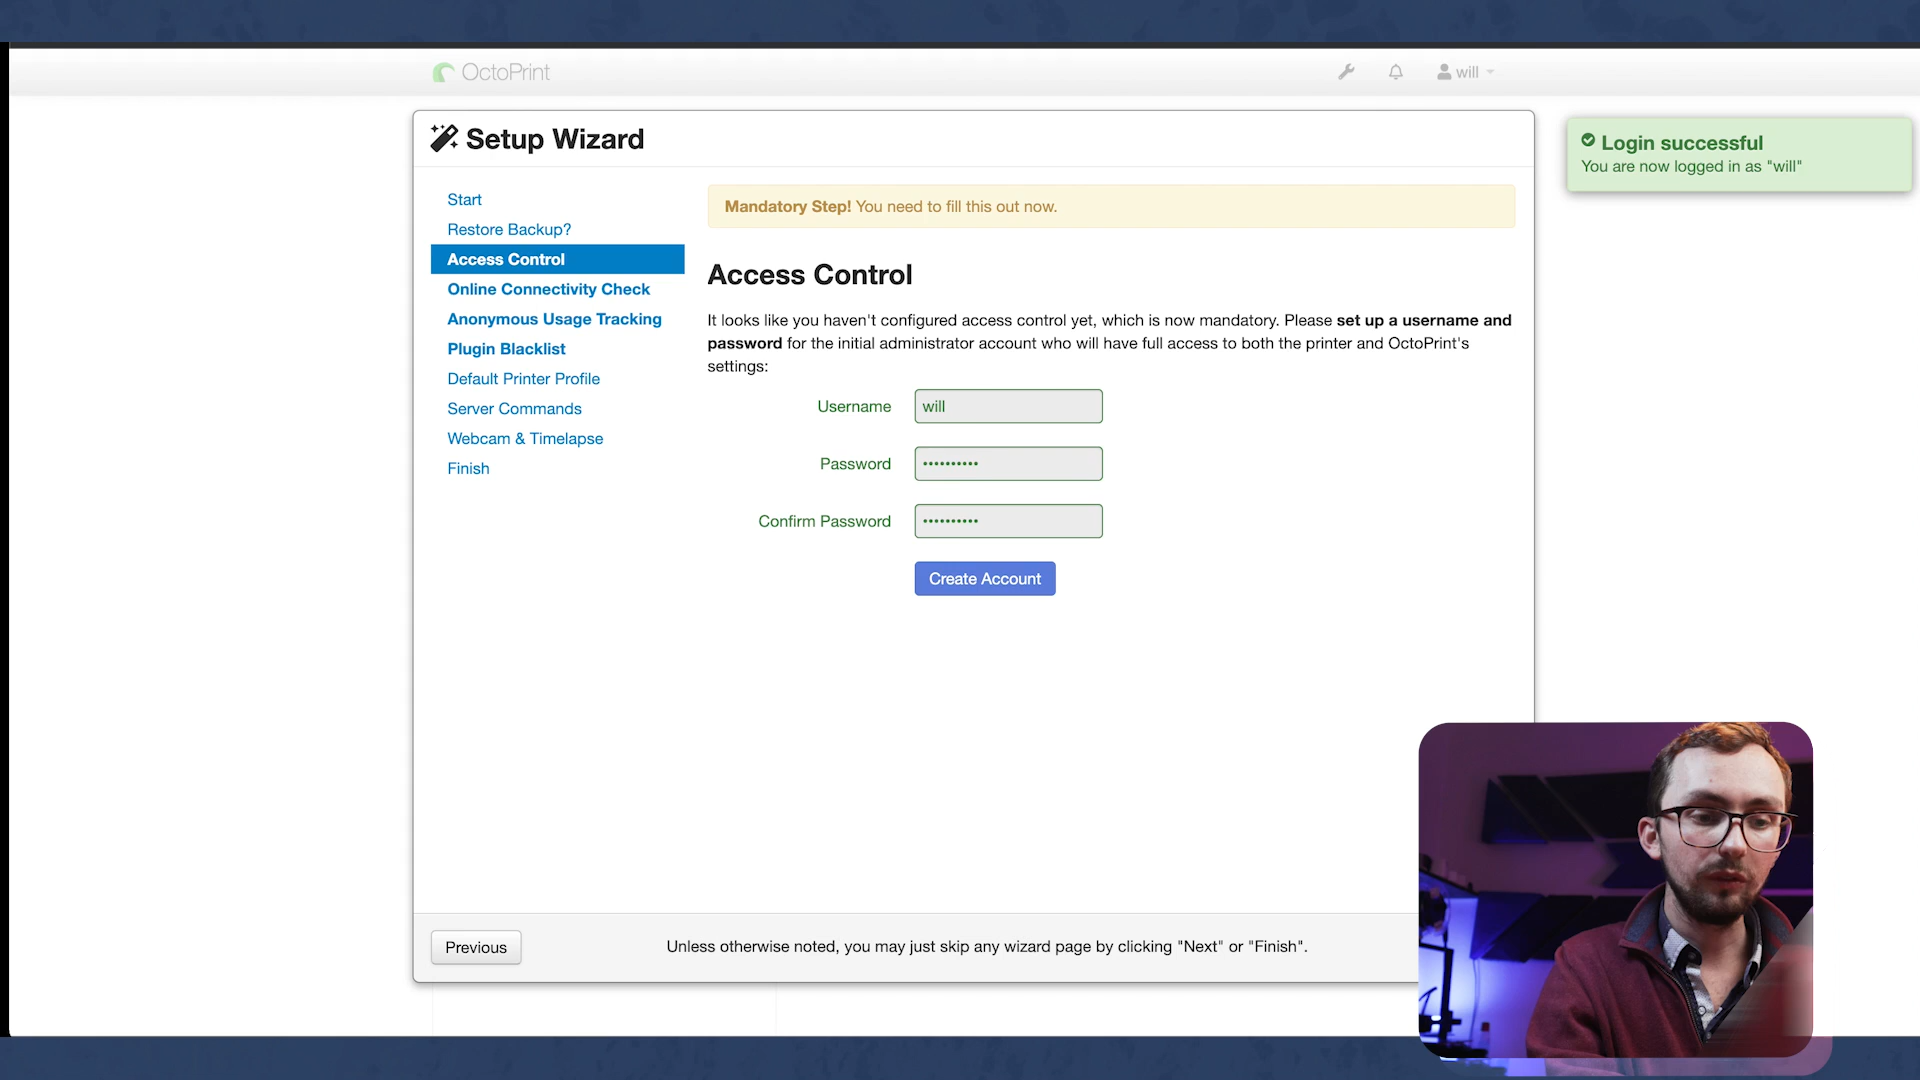 OctoPrint
will
Setup Wizard
Login successful
You are now logged in as "will"
Start
Restore Backup?
Access Control
Online Connectivity Check
Anonymous Usage Tracking
Plugin Blacklist
Default Printer Profile
Server Commands
Webcam & Timelapse
Finish
Mandatory Step! You need to fill this out now.
Access Control
It looks like you haven't configured access control yet, which is now mandatory. Please set up a username and
password for the initial administrator account who will have full access to both the printer and OctoPrint's
settings:
Username
will
Password
••••••••••
Confirm Password
••••••••••
Create Account
Previous
Unless otherwise noted, you may just skip any wizard page by clicking "Next" or "Finish".